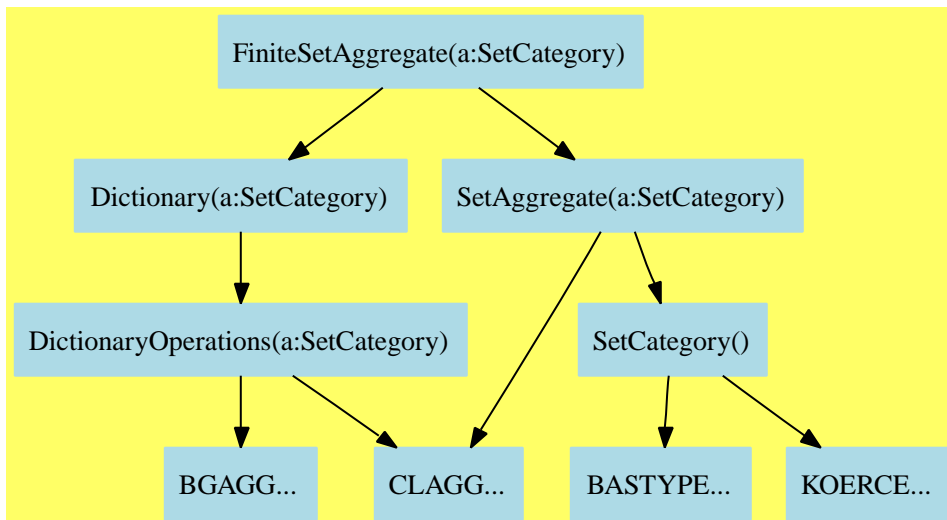 FiniteSetAggregate(a:SetCategory)
Dictionary(a:SetCategory)
SetAggregate(a:SetCategory)
DictionaryOperations(a:SetCategory)
SetCategory()
BGAGG...
CLAGG...
BASTYPE...
KOERCE...